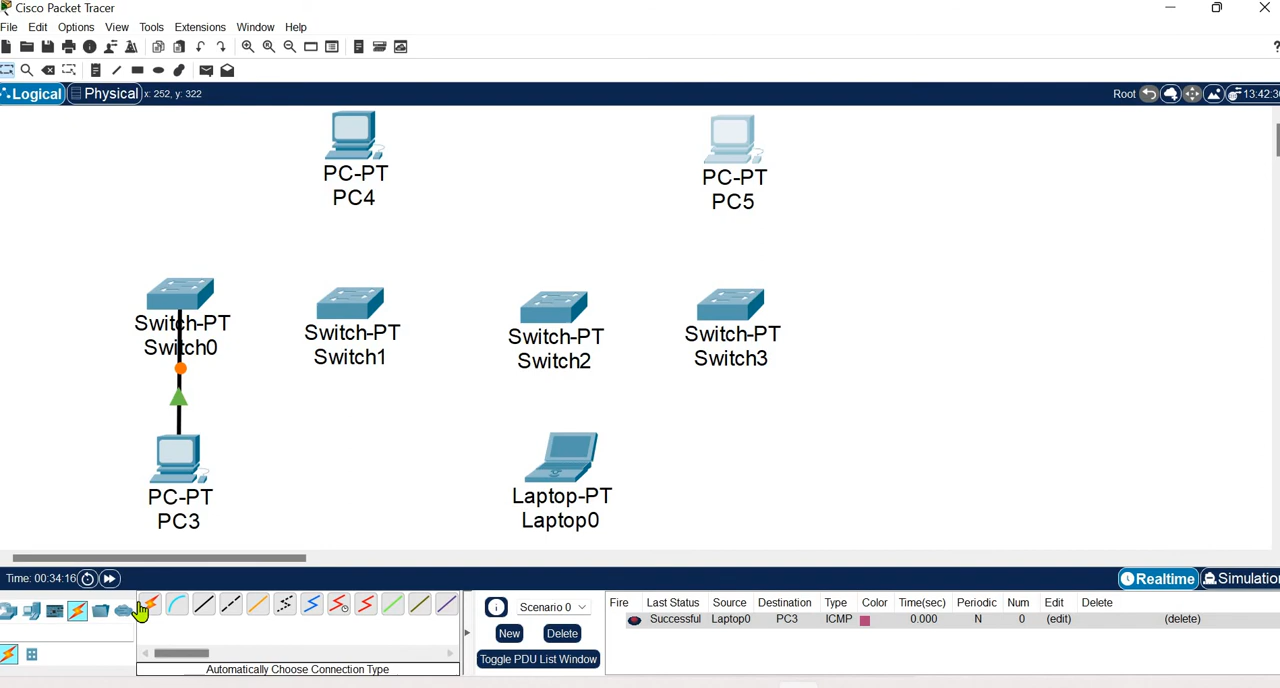 Cisco Packet Tracer
File Edit Options View Tools Extensions Window Help
?
Logical Physical x: 252, y: 322 Root 13:42:3
PC-PT
PC4
PC-PT
PC5
Switch-PT
Switch0
Switch-PT
Switch1
Switch-PT
Switch2
Switch-PT
Switch3
PC-PT
PC3
Laptop-PT
Laptop0
Time: 00:34:16 Realtime Simulation
Scenario 0
New Delete
Toggle PDU List Window
Automatically Choose Connection Type
Fire Last Status Source Destination Type Color Time(sec) Periodic Num Edit Delete
Successful Laptop0 PC3 ICMP 0.000 N 0 (edit) (delete)